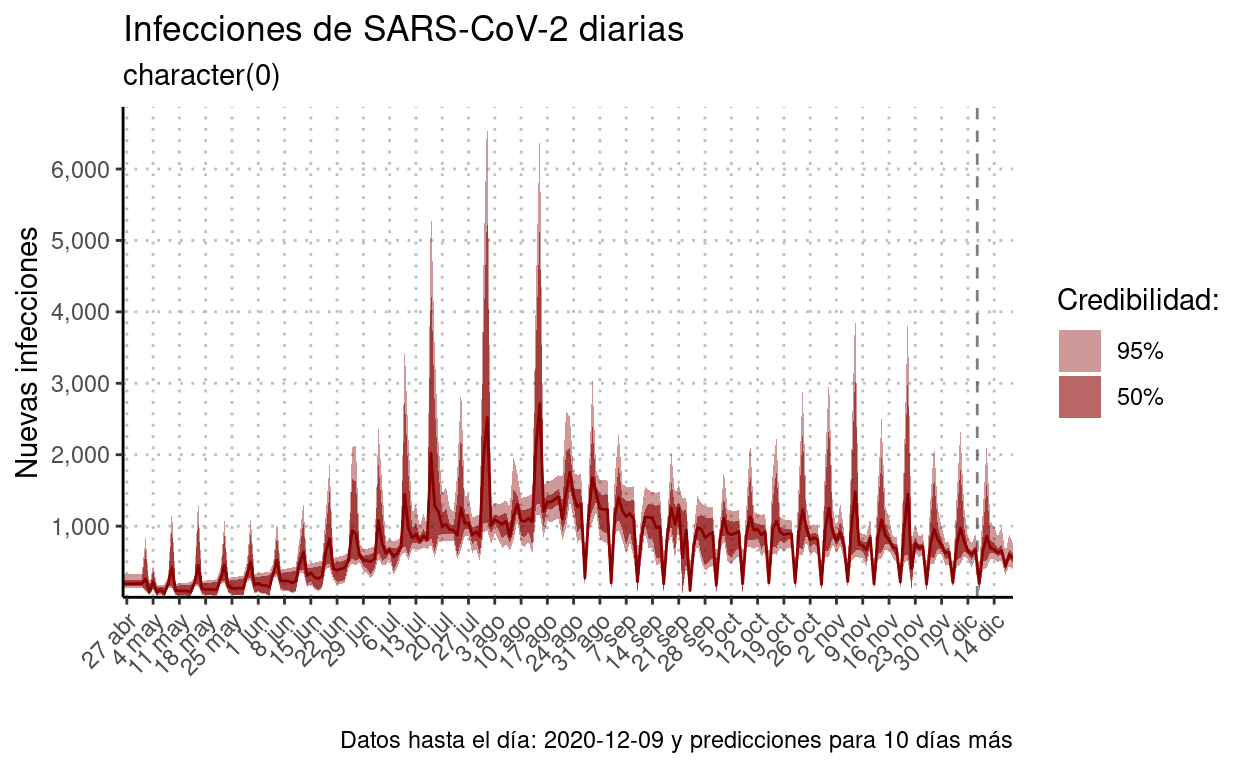 Infecciones de SARS-CoV-2 diarias
character(0)
Nuevas infecciones
6,000
5,000
4,000
3,000
2,000
1,000
27 abr
4 may
11 may
18 may
25 may
1 jun
8 jun
15 jun
22 jun
29 jun
6 jul
13 jul
20 jul
27 jul
3 ago
10 ago
17 ago
24 ago
31 ago
7 sep
14 sep
21 sep
28 sep
5 oct
12 oct
19 oct
26 oct
2 nov
9 nov
16 nov
23 nov
30 nov
7 dic
14 dic
Credibilidad:
95%
50%
Datos hasta el día: 2020-12-09 y predicciones para 10 días más